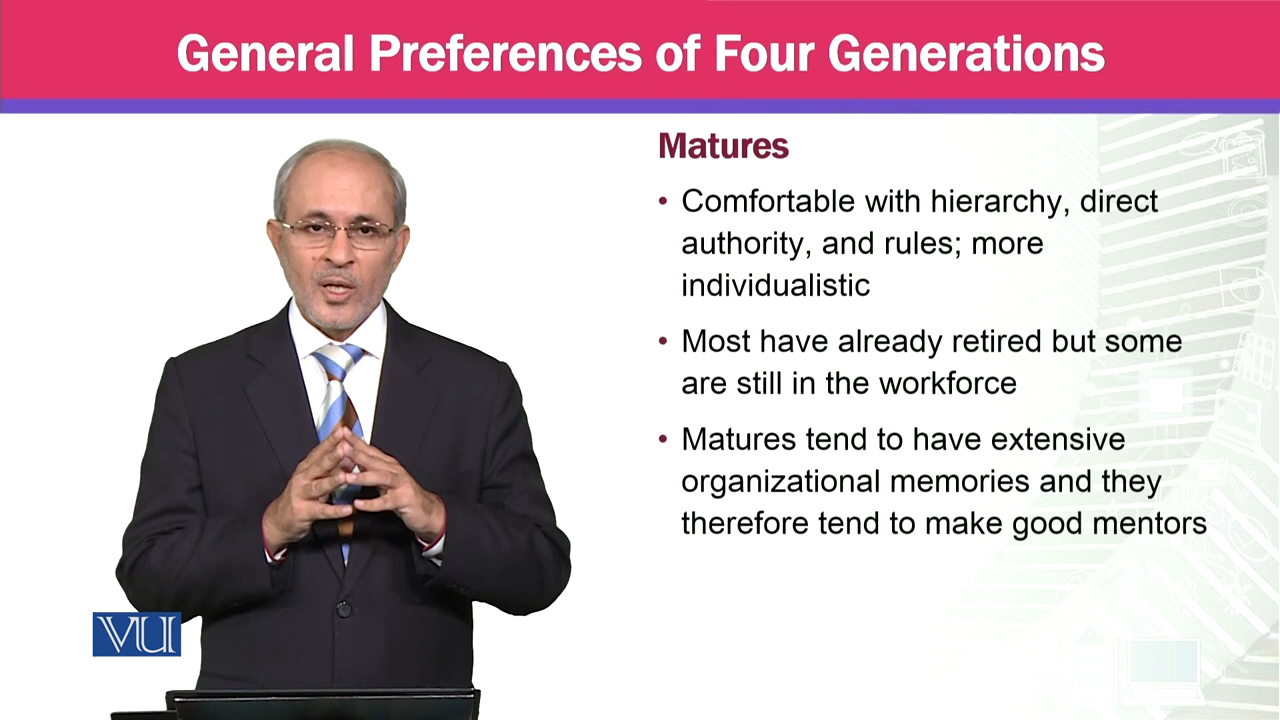 General Preferences of Four Generations
Matures
• Comfortable with hierarchy, direct
authority, and rules; more
individualistic
• Most have already retired but some
are still in the workforce
• Matures tend to have extensive
organizational memories and they
therefore tend to make good mentors
VU